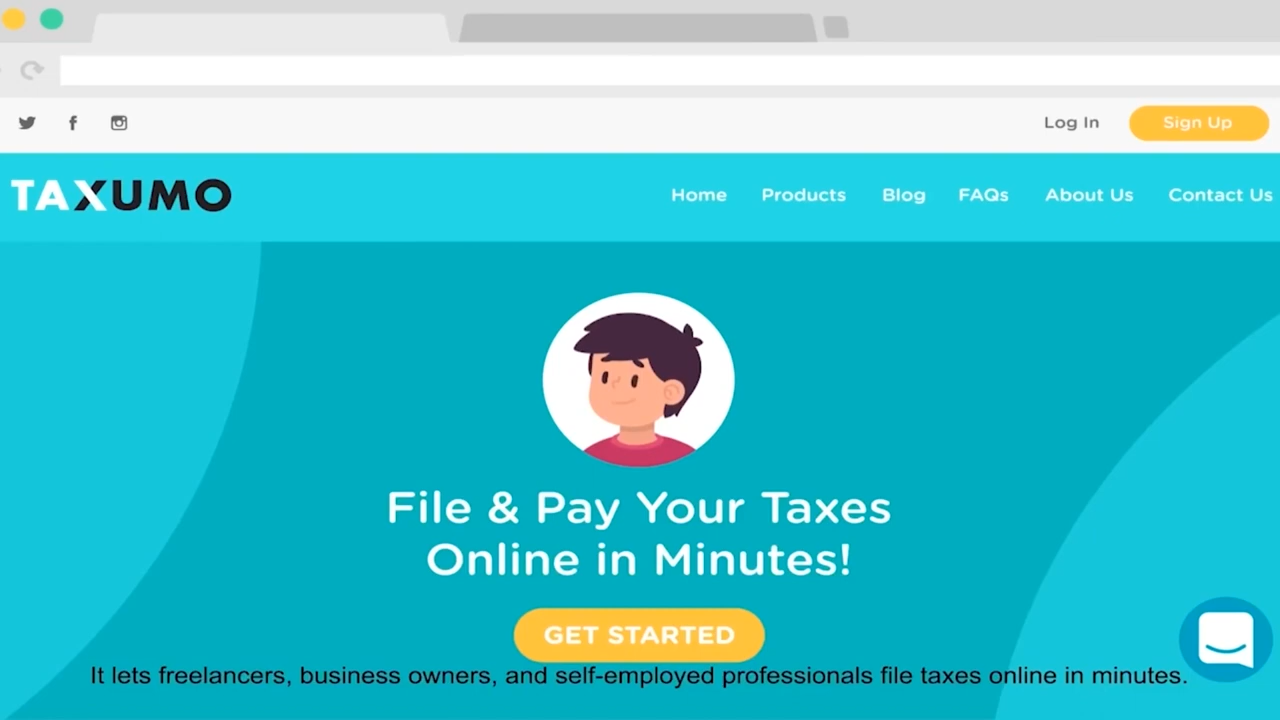 Log In
Sign Up
TAXUMO
Home Products Blog FAQs About Us Contact Us
File & Pay Your Taxes
Online in Minutes!
GET STARTED
It lets freelancers, business owners, and self-employed professionals file taxes online in minutes.